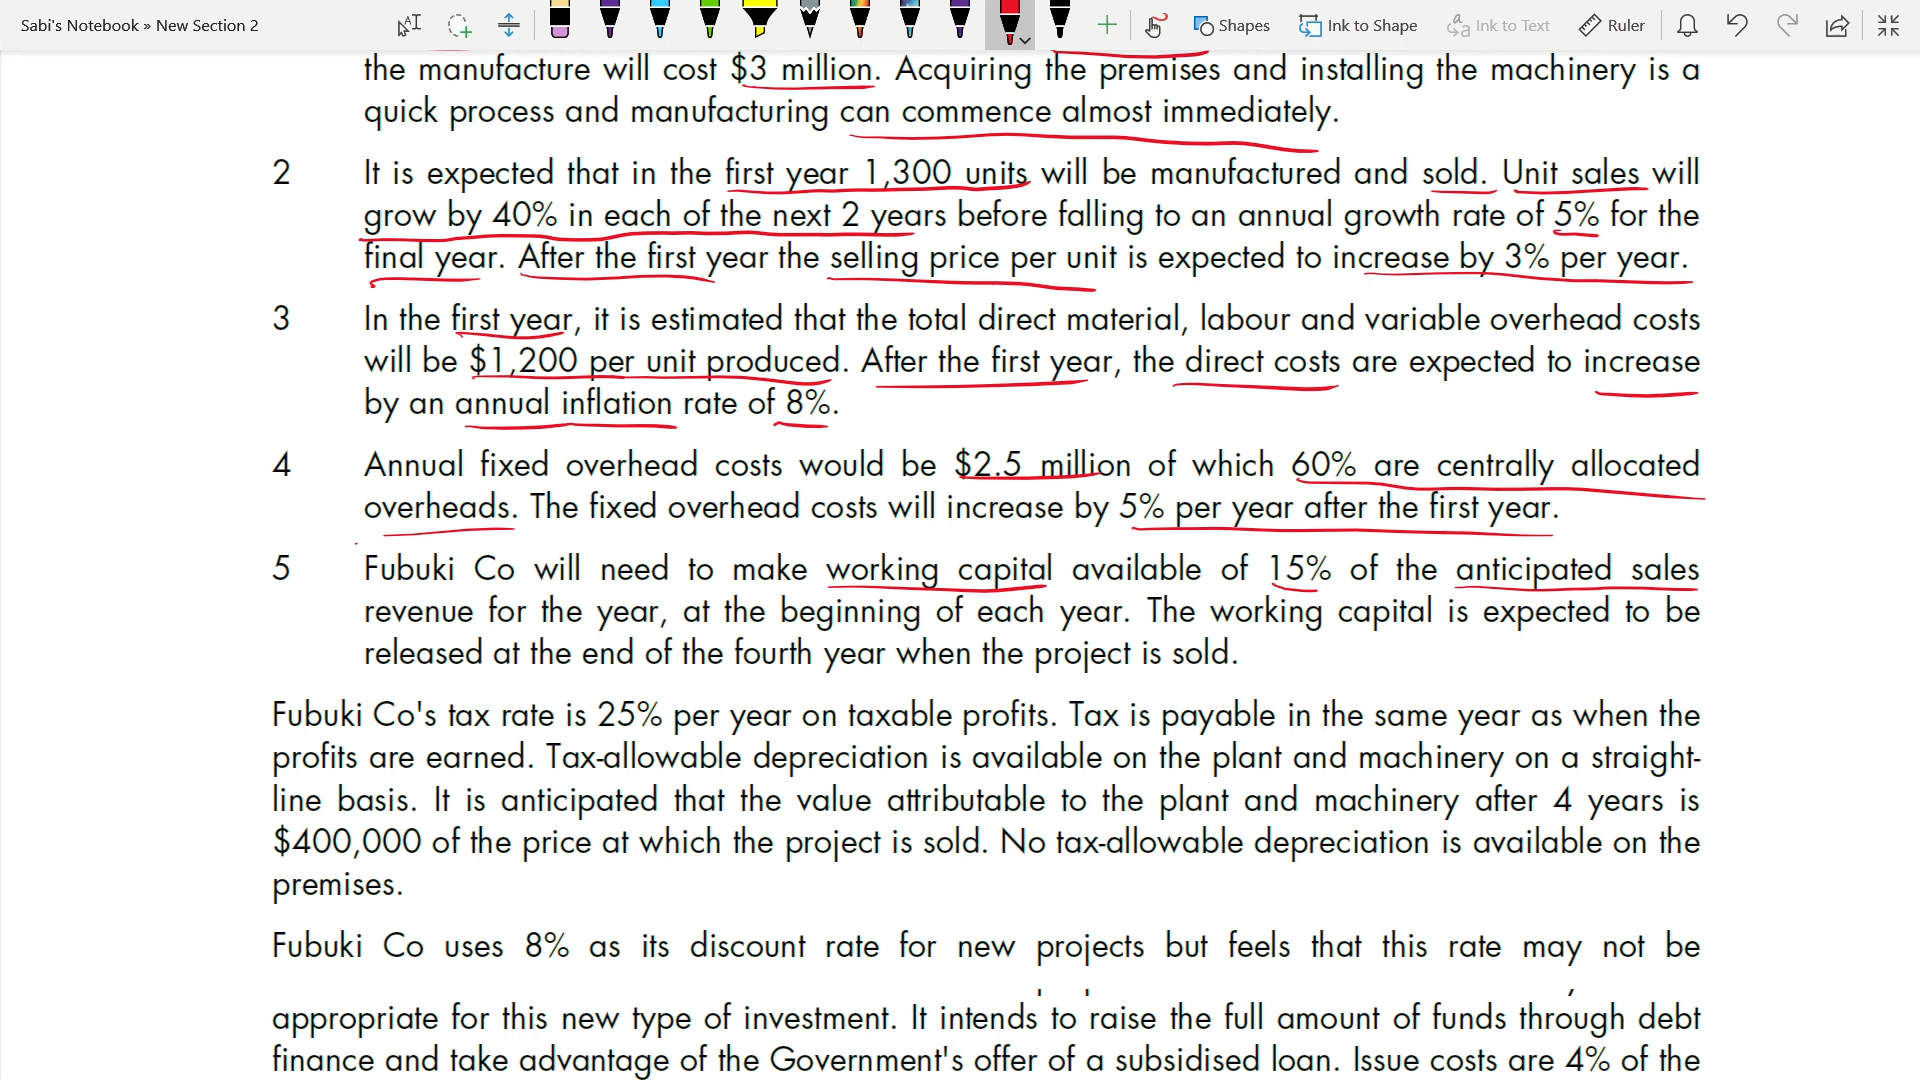 Sabi's Notebook » New Section 2
Shapes
Ink to Shape
Ink to Text
Ruler
the manufacture will cost $3 million. Acquiring the premises and installing the machinery is a
quick process and manufacturing can commence almost immediately.
2 It is expected that in the first year 1,300 units will be manufactured and sold. Unit sales will
grow by 40% in each of the next 2 years before falling to an annual growth rate of 5% for the
final year. After the first year the selling price per unit is expected to increase by 3% per year.
3 In the first year, it is estimated that the total direct material, labour and variable overhead costs
will be $1,200 per unit produced. After the first year, the direct costs are expected to increase
by an annual inflation rate of 8%.
4 Annual fixed overhead costs would be $2.5 million of which 60% are centrally allocated
overheads. The fixed overhead costs will increase by 5% per year after the first year.
5 Fubuki Co will need to make working capital available of 15% of the anticipated sales
revenue for the year, at the beginning of each year. The working capital is expected to be
released at the end of the fourth year when the project is sold.
Fubuki Co's tax rate is 25% per year on taxable profits. Tax is payable in the same year as when the
profits are earned. Tax-allowable depreciation is available on the plant and machinery on a straight-
line basis. It is anticipated that the value attributable to the plant and machinery after 4 years is
$400,000 of the price at which the project is sold. No tax-allowable depreciation is available on the
premises.
Fubuki Co uses 8% as its discount rate for new projects but feels that this rate may not be
appropriate for this new type of investment. It intends to raise the full amount of funds through debt
finance and take advantage of the Government's offer of a subsidised loan. Issue costs are 4% of the